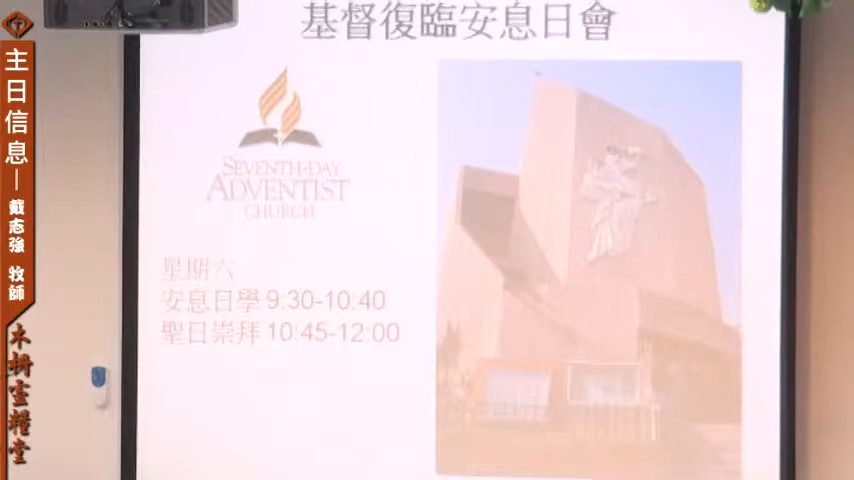 主日信息－戴志強 牧師
木柵靈糧堂
基督復臨安息日會
SEVENTH-DAY
ADVENTIST
CHURCH
星期六
安息日學 9:30-10:40
聖日崇拜 10:45-12:00